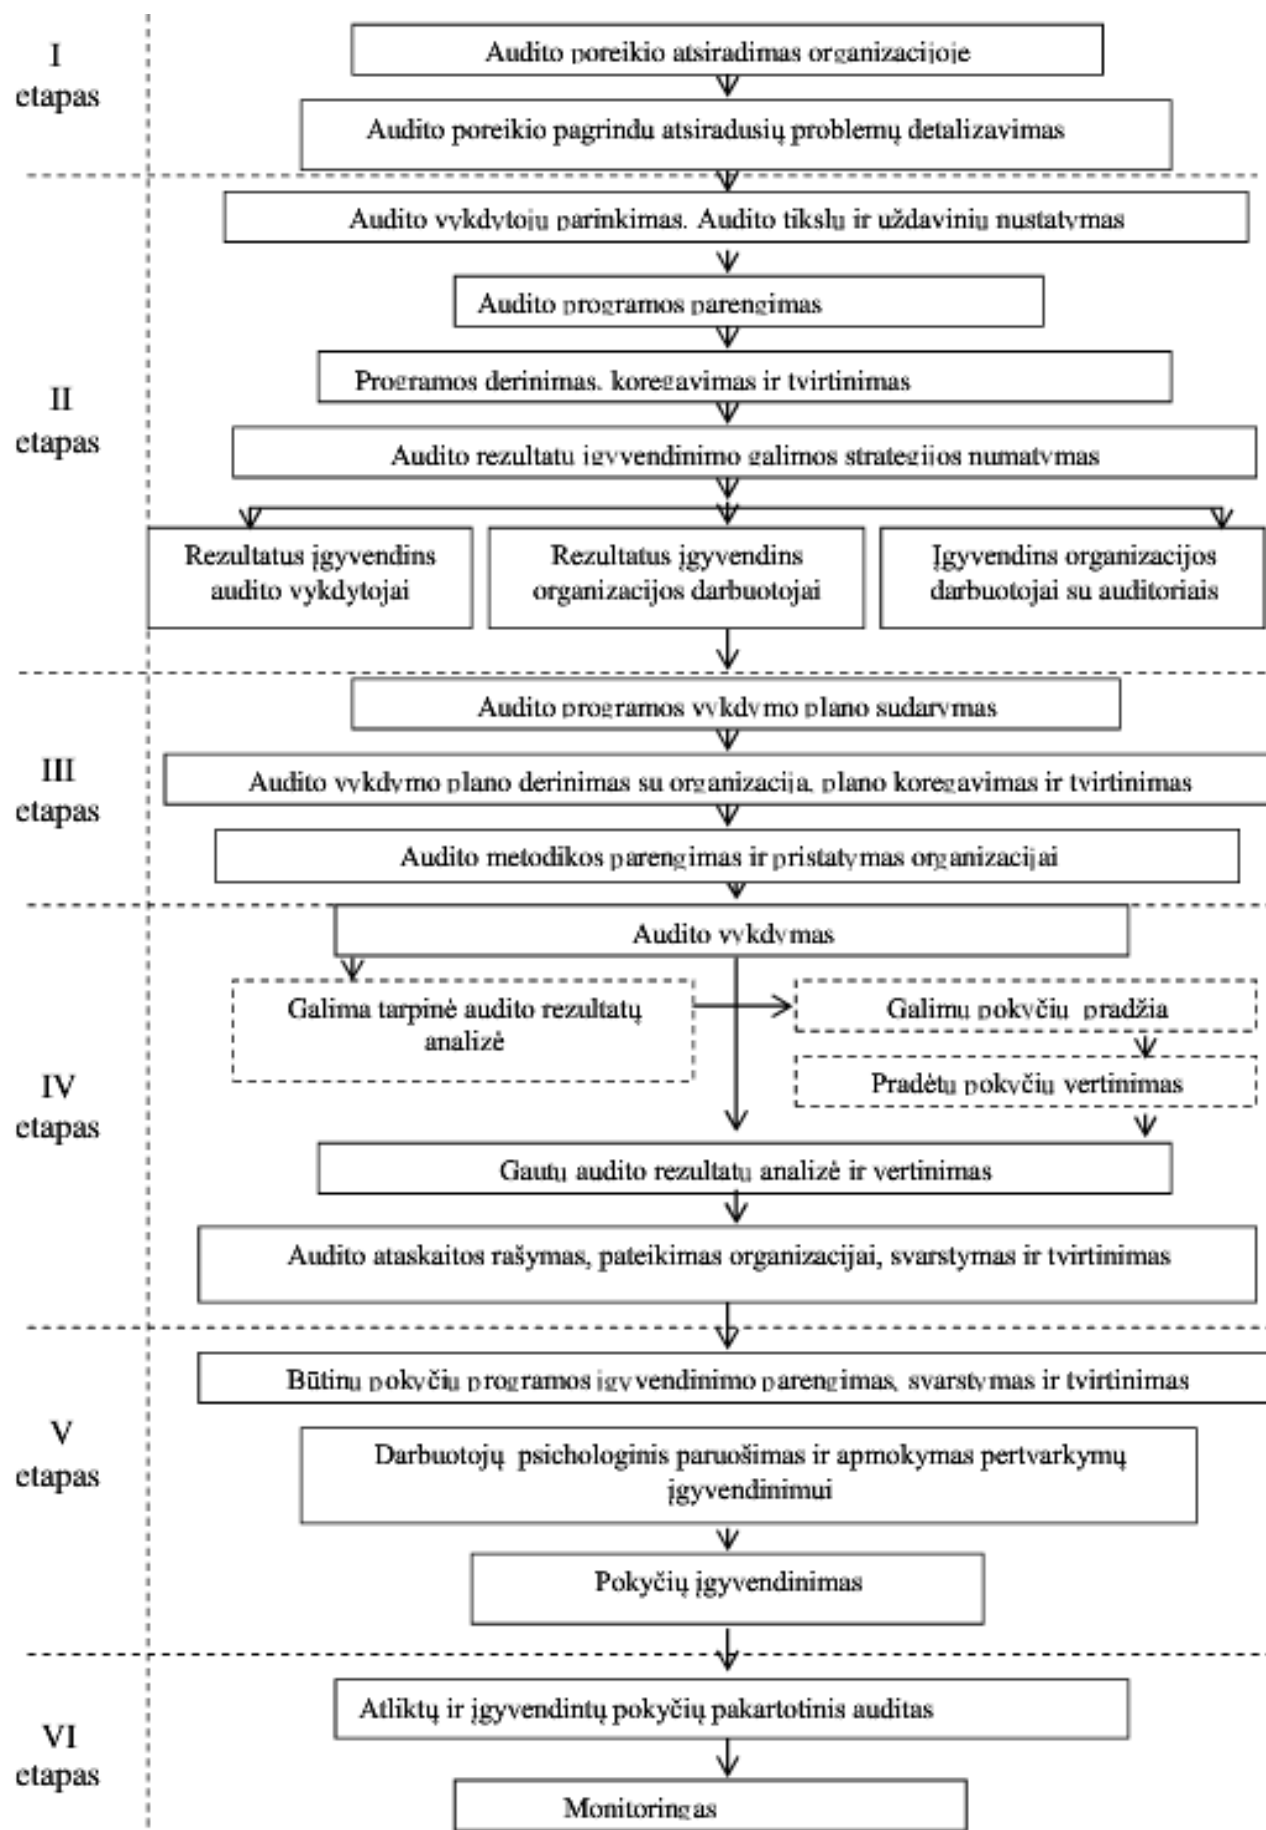 I
etapas
Audito poreikio atsiradimas organizacijoje
Audito poreikio pagrindu atsiradusių problemų detalizavimas
II
etapas
Audito vykdytojų parinkimas. Audito tikslų ir uždavinių nustatymas
Audito programos parengimas
Programos derinimas, koregavimas ir tvirtinimas
Audito rezultatų įgyvendinimo galimos strategijos numatymas
Rezultatus įgyvendins
audito vykdytojai
Rezultatus įgyvendins
organizacijos darbuotojai
Įgyvendins organizacijos
darbuotojai su auditoriais
III
etapas
Audito programos vykdymo plano sudarymas
Audito vykdymo plano derinimas su organizacija, plano koregavimas ir tvirtinimas
Audito metodikos parengimas ir pristatymas organizacijai
IV
etapas
Audito vykdymas
Galima tarpinė audito rezultatų
analizė
Galimų pokyčių pradžia
Pradėtų pokyčių vertinimas
Gautų audito rezultatų analizė ir vertinimas
Audito ataskaitos rašymas, pateikimas organizacijai, svarstymas ir tvirtinimas
V
etapas
Būtinų pokyčių programos įgyvendinimo parengimas, svarstymas ir tvirtinimas
Darbuotojų psichologinis paruošimas ir apmokymas pertvarkymų
įgyvendinimui
Pokyčių įgyvendinimas
VI
etapas
Atliktų ir įgyvendintų pokyčių pakartotinis auditas
Monitoringas